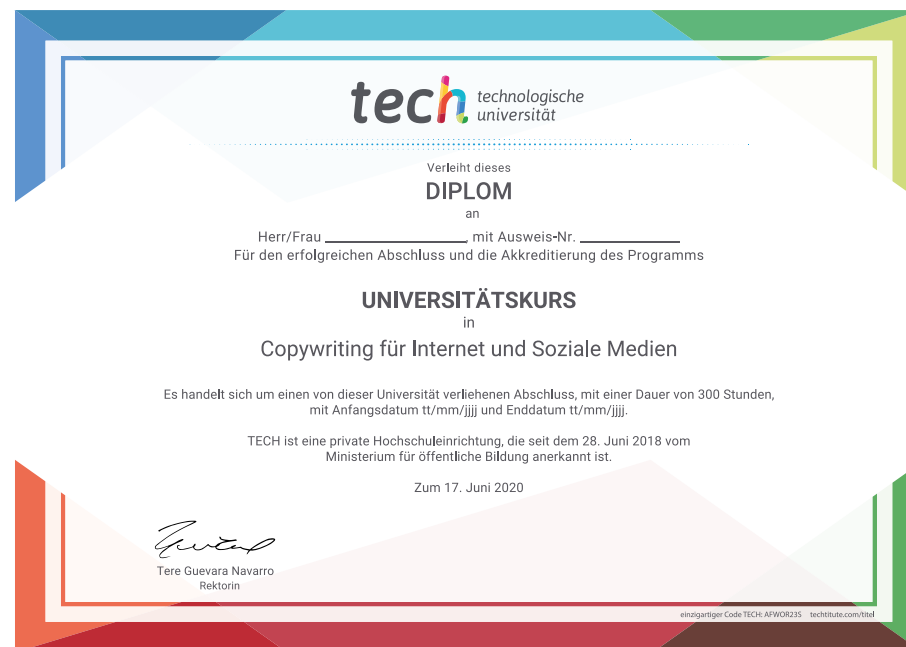 tech technologische
universität
Verleiht dieses
DIPLOM
an
Herr/Frau ____________________, mit Ausweis-Nr. ______________
Für den erfolgreichen Abschluss und die Akkreditierung des Programms
UNIVERSITÄTSKURS
in
Copywriting für Internet und Soziale Medien
Es handelt sich um einen von dieser Universität verliehenen Abschluss, mit einer Dauer von 300 Stunden,
mit Anfangsdatum tt/mm/jjjj und Enddatum tt/mm/jjjj.
TECH ist eine private Hochschuleinrichtung, die seit dem 28. Juni 2018 vom
Ministerium für öffentliche Bildung anerkannt ist.
Zum 17. Juni 2020
Tere Guevara Navarro
Rektorin
einzigartiger Code TECH: AFWOR23S techtitute.com/titel